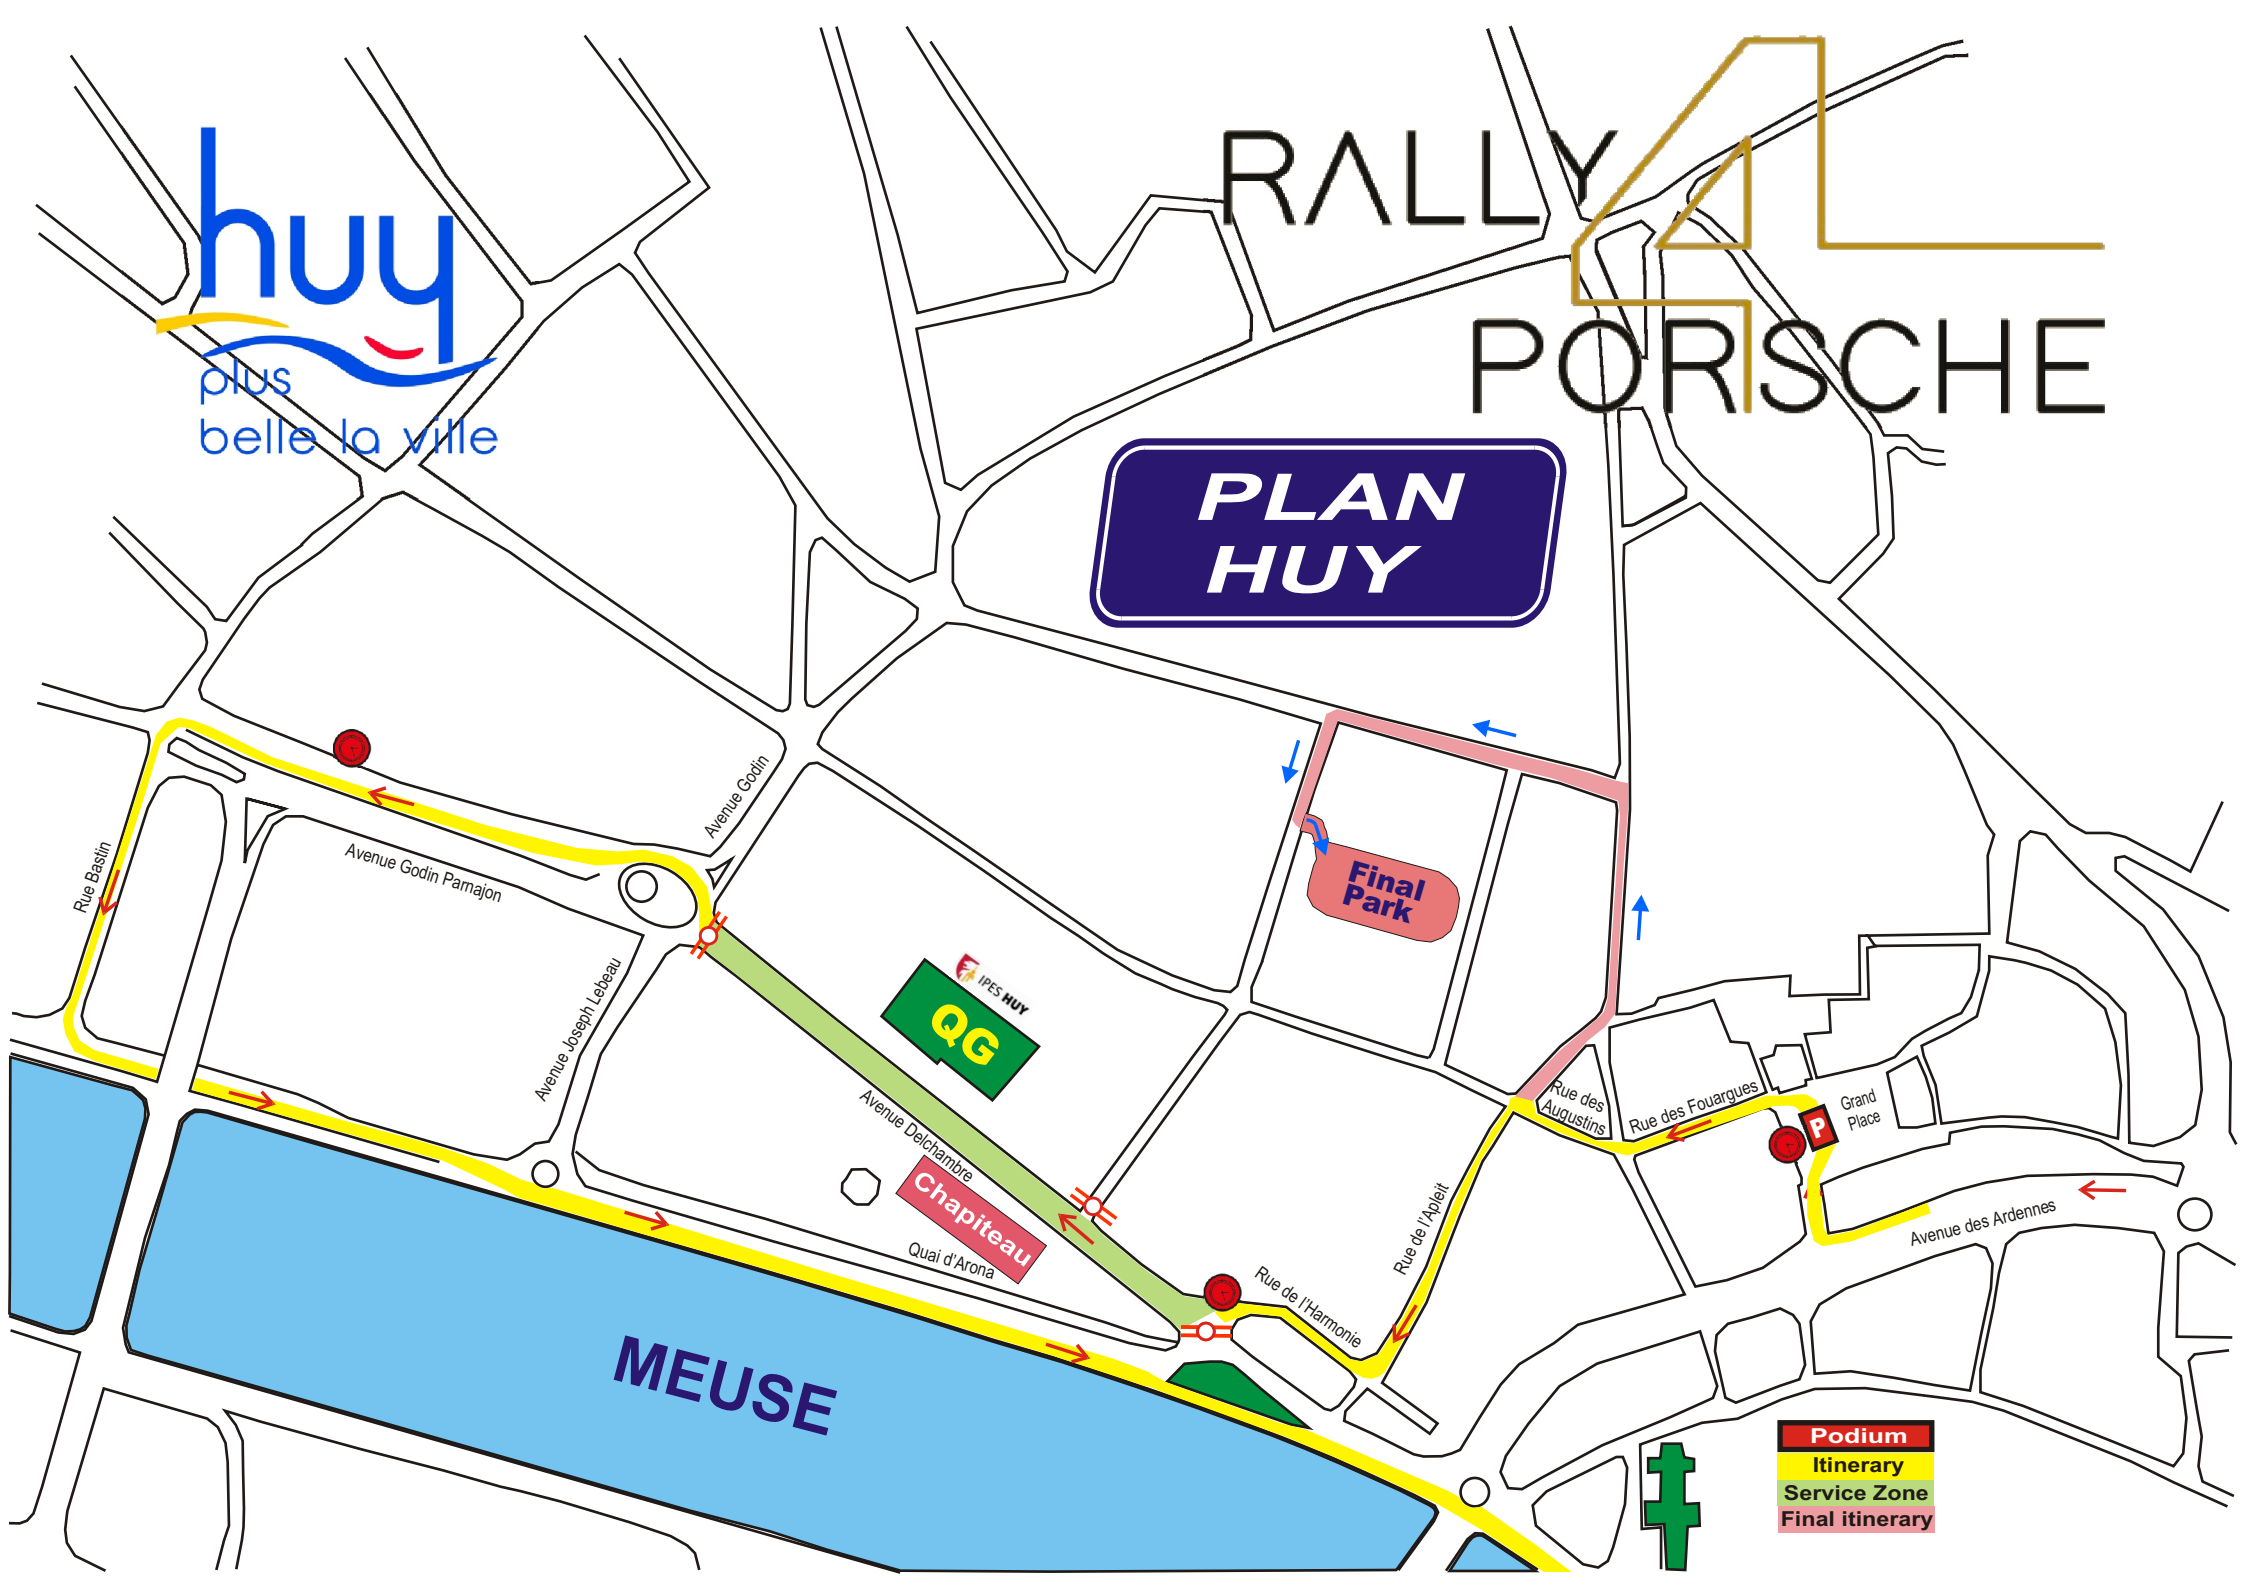 huy
plus
belle la ville
RALLY
4
PORSCHE
PLAN
HUY
Avenue Godin
Rue Bastin
Avenue Godin Parnajon
Avenue Joseph Lebeau
IPES HUY
QG
Avenue Delchambre
Chapiteau
Quai d'Arona
MEUSE
Final
Park
Rue des
Augustins
Rue des Fouargues
Grand
Place
P
Avenue des Ardennes
Rue de l'Apleit
Rue de l'Harmonie
Podium
Itinerary
Service Zone
Final itinerary